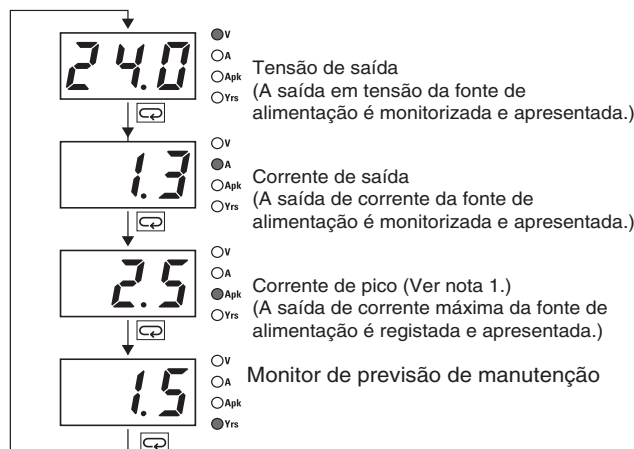 24.0
V
A
Apk
Yrs
Tensão de saída
(A saída em tensão da fonte de
alimentação é monitorizada e apresentada.)
1.3
V
A
Apk
Yrs
Corrente de saída
(A saída de corrente da fonte de
alimentação é monitorizada e apresentada.)
2.5
V
A
Apk
Yrs
Corrente de pico (Ver nota 1.)
(A saída de corrente máxima da fonte de
alimentação é registada e apresentada.)
1.5
V
A
Apk
Yrs
Monitor de previsão de manutenção